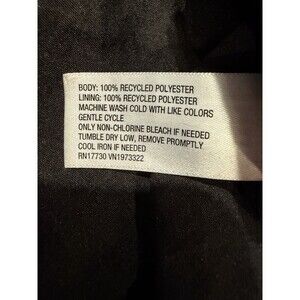 BODY: 100% RECYCLED POLYESTER
LINING: 100% RECYCLED POLYESTER
MACHINE WASH COLD WITH LIKE COLORS
GENTLE CYCLE
ONLY NON-CHLORINE BLEACH IF NEEDED
TUMBLE DRY LOW, REMOVE PROMPTLY
COOL IRON IF NEEDED
RN17730 VN1973322